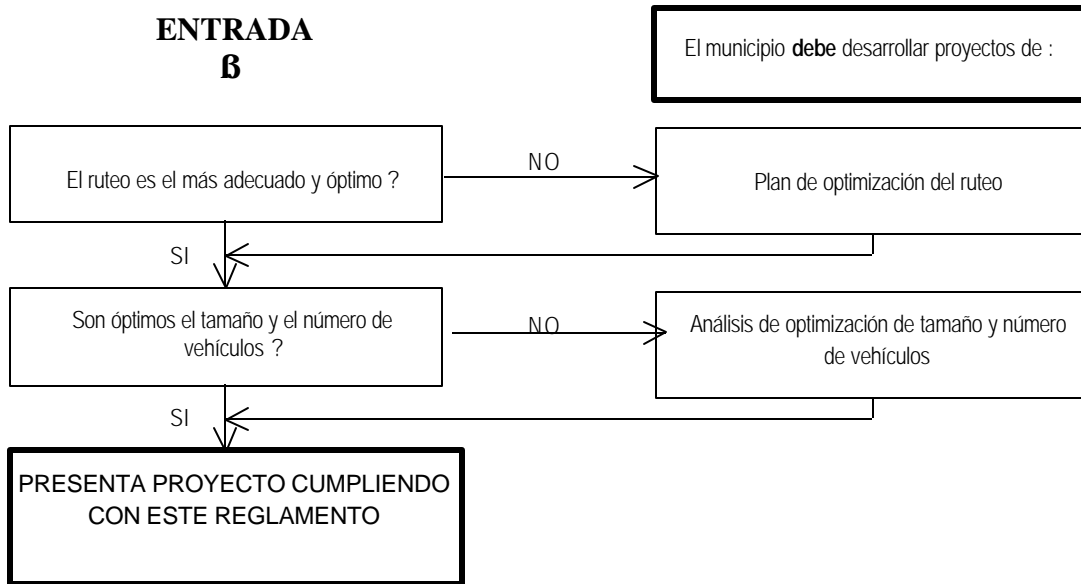 ENTRADA
ß
El municipio debe desarrollar proyectos de :
El ruteo es el más adecuado y óptimo ?
NO
Plan de optimización del ruteo
SI
Son óptimos el tamaño y el número de
vehículos ?
NO
Análisis de optimización de tamaño y número
de vehículos
SI
PRESENTA PROYECTO CUMPLIENDO
CON ESTE REGLAMENTO